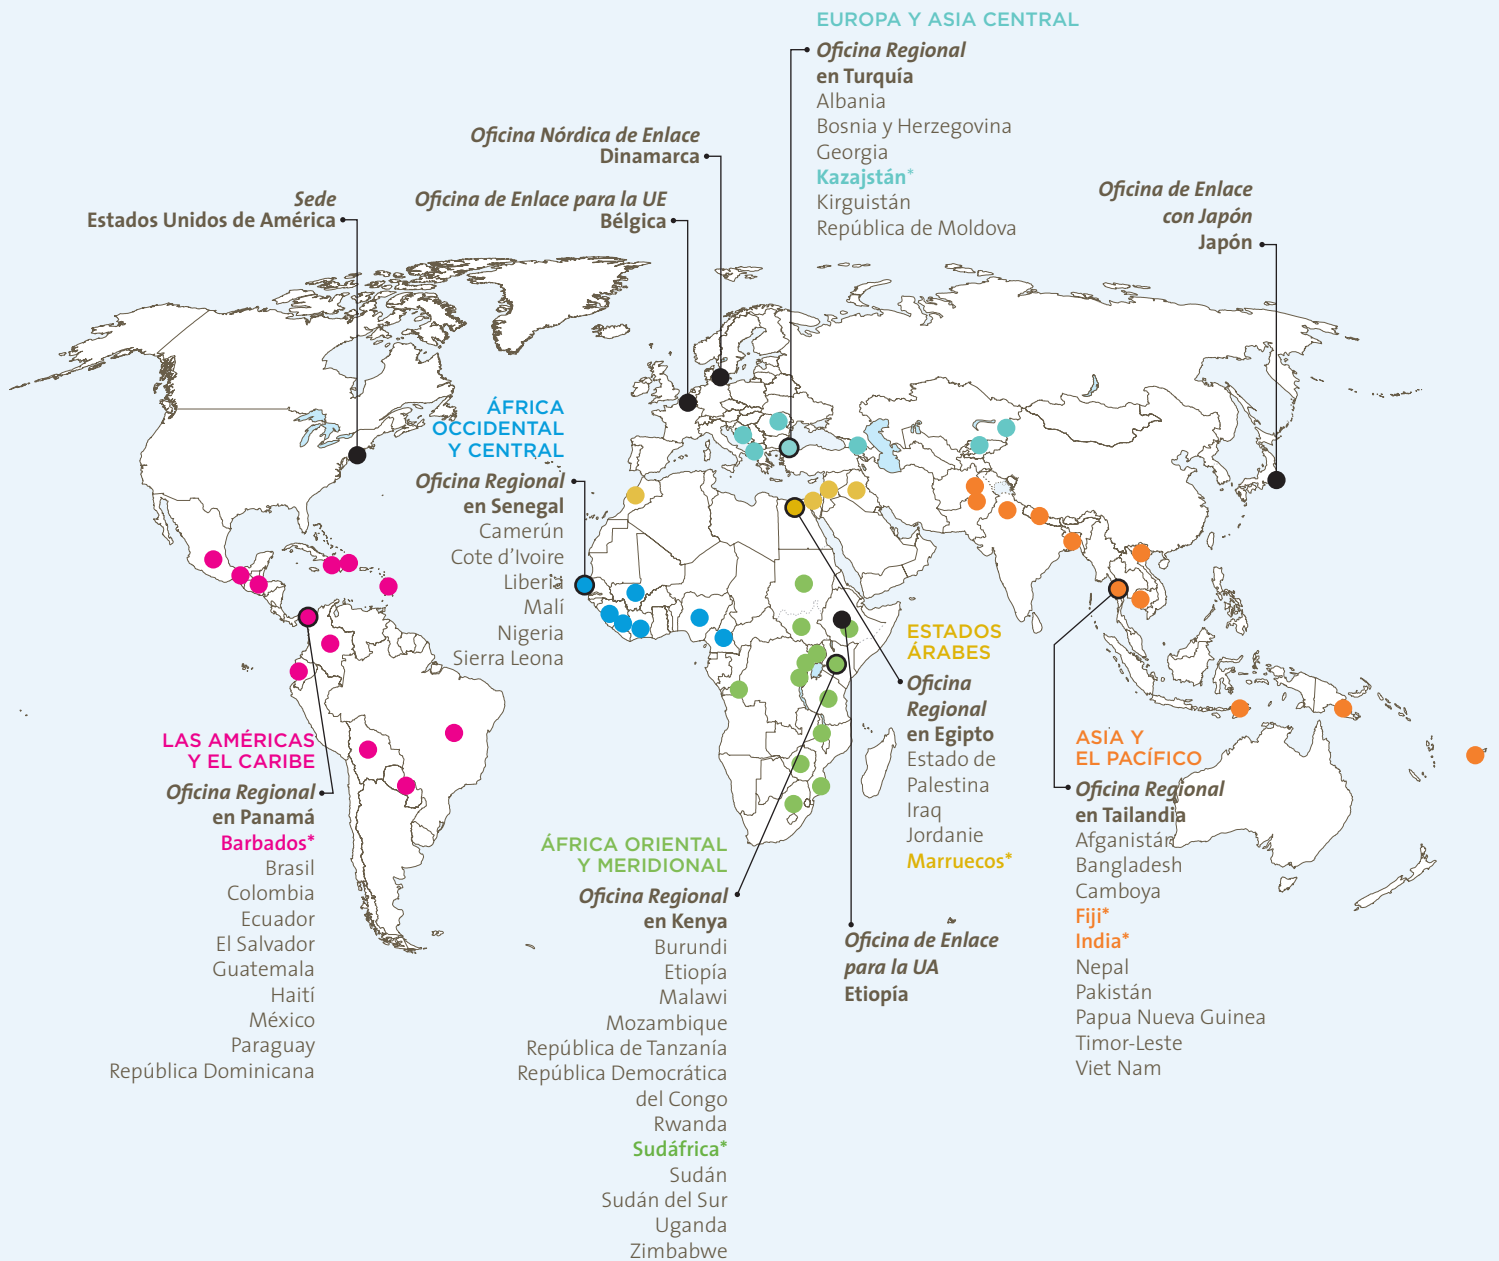 EUROPA Y ASIA CENTRAL
Oficina Regional
en Turquía
Albania
Bosnia y Herzegovina
Georgia
Kazajstán*
Kirguistán
República de Moldova
Oficina Nórdica de Enlace
Dinamarca
Sede
Estados Unidos de América
Oficina de Enlace para la UE
Bélgica
Oficina de Enlace
con Japón
Japón
ÁFRICA
OCCIDENTAL
Y CENTRAL
Oficina Regional
en Senegal
Camerún
Cote d’Ivoire
Liberia
Malí
Nigeria
Sierra Leona
ESTADOS
ÁRABES
Oficina
Regional
en Egipto
Estado de
Palestina
Iraq
Jordanie
Marruecos*
LAS AMÉRICAS
Y EL CARIBE
Oficina Regional
en Panamá
Barbados*
Brasil
Colombia
Ecuador
El Salvador
Guatemala
Haití
México
Paraguay
República Dominicana
ÁFRICA ORIENTAL
Y MERIDIONAL
Oficina Regional
en Kenya
Burundi
Etiopía
Malawi
Mozambique
República de Tanzanía
República Democrática
del Congo
Rwanda
Sudáfrica*
Sudán
Sudán del Sur
Uganda
Zimbabwe
Oficina de Enlace
para la UA
Etiopía
ASIA Y
EL PACÍFICO
Oficina Regional
en Tailandia
Afganistán
Bangladesh
Camboya
Fiji*
India*
Nepal
Pakistán
Papua Nueva Guinea
Timor-Leste
Viet Nam